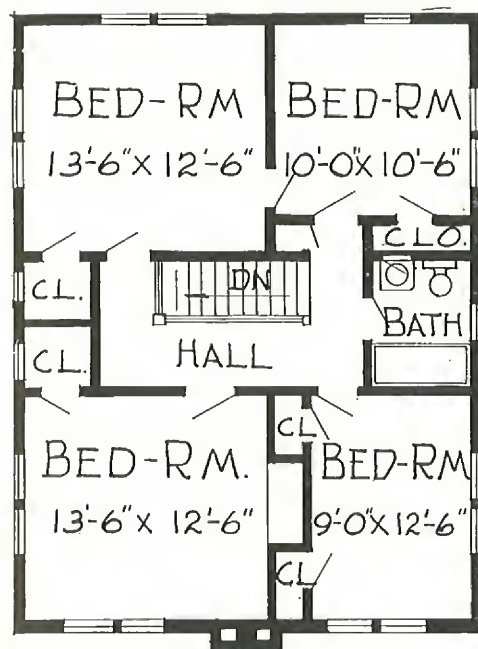 BED-RM
13'-6" X 12'-6"
BED-RM
10'-0" X 10'-6"
CLO.
CL.
DN
BATH
CL.
HALL
BED-RM.
13'-6" X 12'-6"
CL
BED-RM
9'-0" X 12'-6"
CL